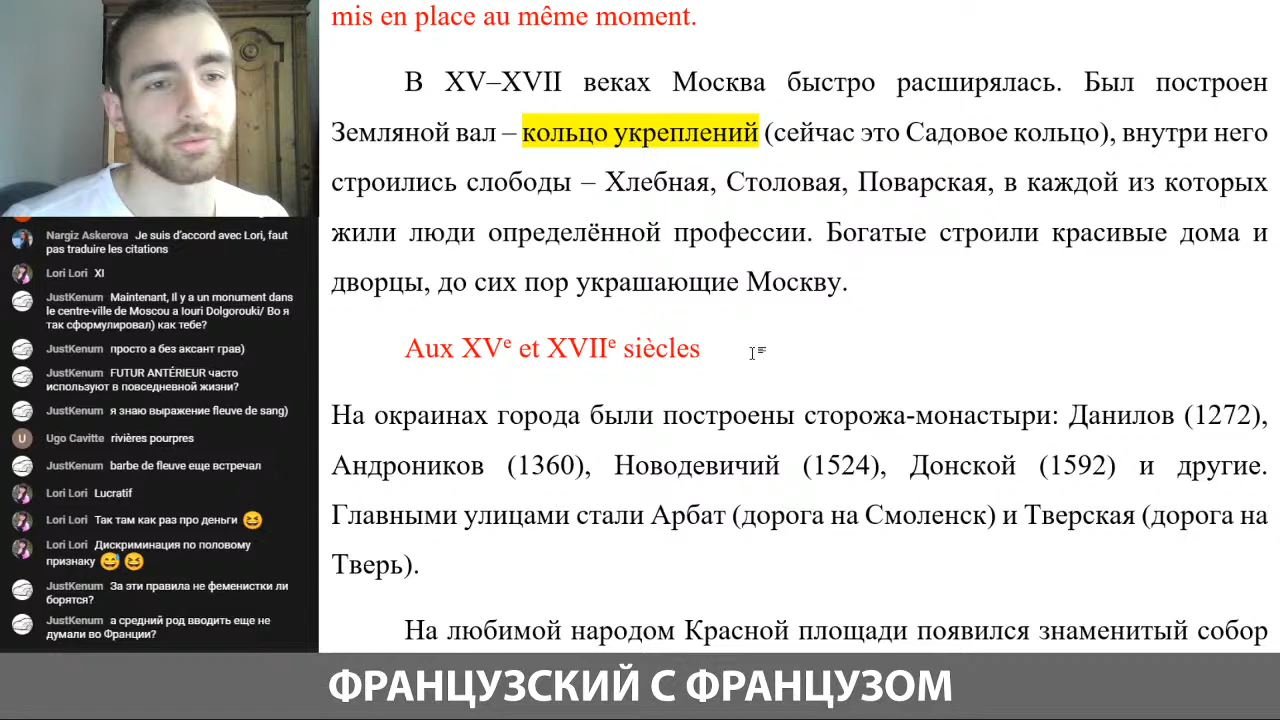 mis en place au même moment.
В XV–XVII веках Москва быстро расширялась. Был построен
Земляной вал – кольцо укреплений (сейчас это Садовое кольцо), внутри него
строились слободы – Хлебная, Столовая, Поварская, в каждой из которых
жили люди определённой профессии. Богатые строили красивые дома и
дворцы, до сих пор украшающие Москву.
Aux XVe et XVIIe siècles
На окраинах города были построены сторожа-монастыри: Данилов (1272),
Андроников (1360), Новодевичий (1524), Донской (1592) и другие.
Главными улицами стали Арбат (дорога на Смоленск) и Тверская (дорога на
Тверь).
На любимой народом Красной площади появился знаменитый собор
Nargiz Askerova Je suis d'accord avec Lori, faut
pas traduire les citations
Lori Lori XI
JustKenum Maintenant, Il y a un monument dans
le centre-ville de Moscou a Iouri Dolgorouki/ Во я
так сформулировал) как тебе?
JustKenum просто a без аксант грав)
JustKenum FUTUR ANTÉRIEUR часто
используют в повседневной жизни?
JustKenum я знаю выражение fleuve de sang)
U
Ugo Cavitte rivières pourpres
JustKenum barbe de fleuve еще встречал
Lori Lori Lucratif
Lori Lori Так там как раз про деньги
Lori Lori Дискриминация по половому
признаку
JustKenum За эти правила не феменистки ли
борятся?
JustKenum а средний род вводить еще не
думали во Франции?
ФРАНЦУЗСКИЙ С ФРАНЦУЗОМ